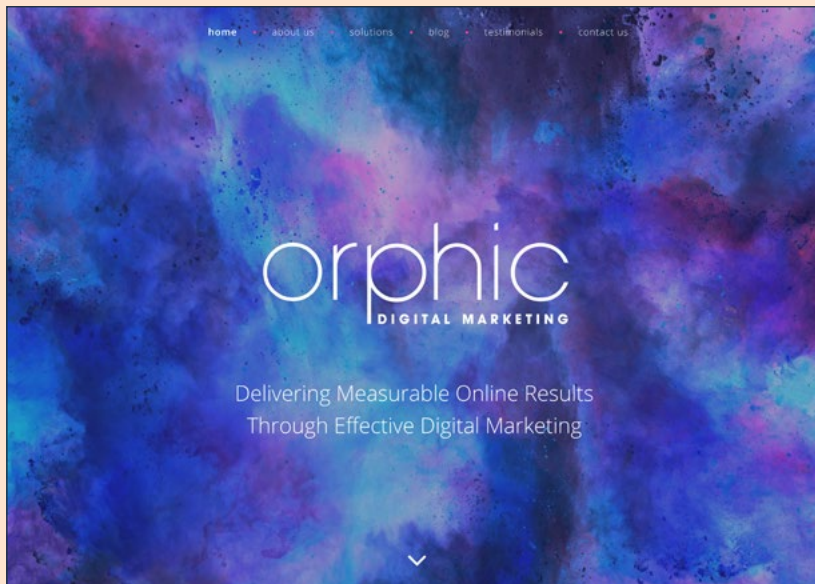 home • about us • solutions • blog • testimonials • contact us
orphic
DIGITAL MARKETING
Delivering Measurable Online Results
Through Effective Digital Marketing